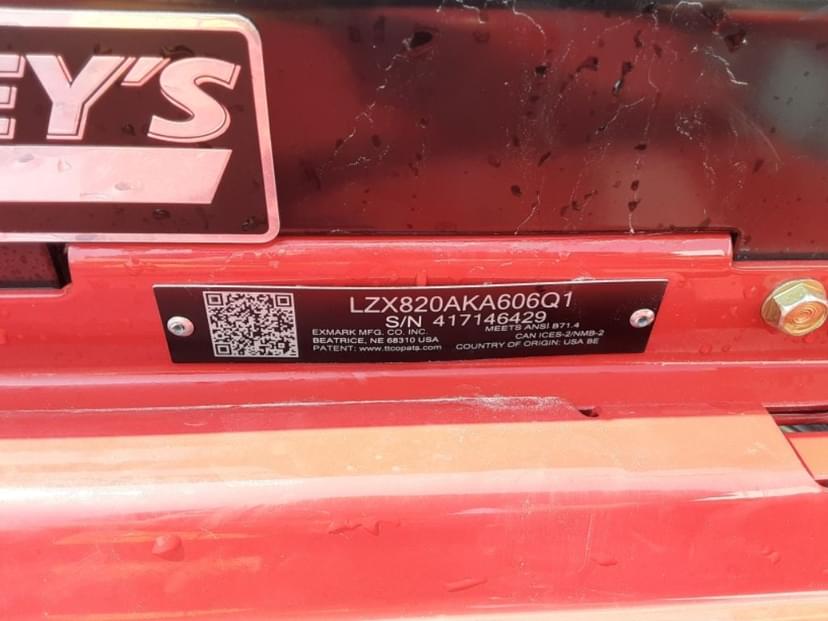 EY'S
LZX820AKA606Q1
S/N 417146429
EXMARK MFG. CO. INC.
BEATRICE, NE 68310 USA
PATENT: www.ttcopats.com
MEETS ANSI B71.4
CAN ICES-2/NMB-2
COUNTRY OF ORIGIN: USA BE